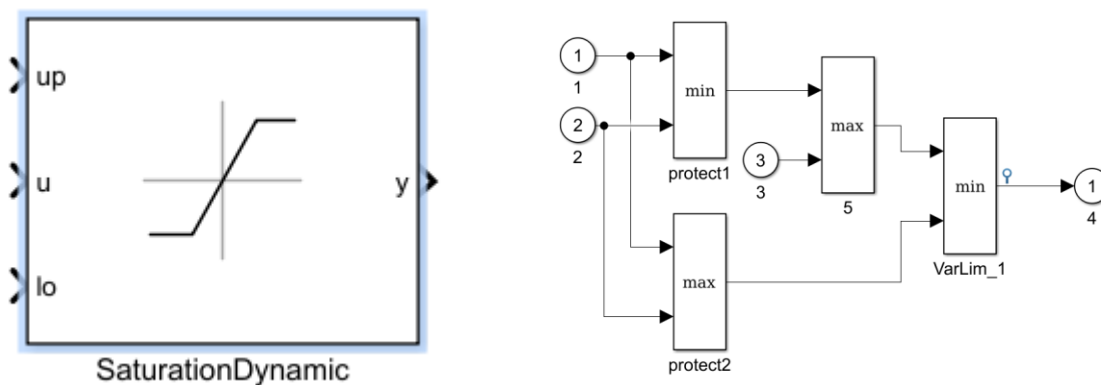 up
u
lo
y
SaturationDynamic
1
1
2
2
min
protect1
3
3
max
5
max
protect2
min
VarLim_1
1
4